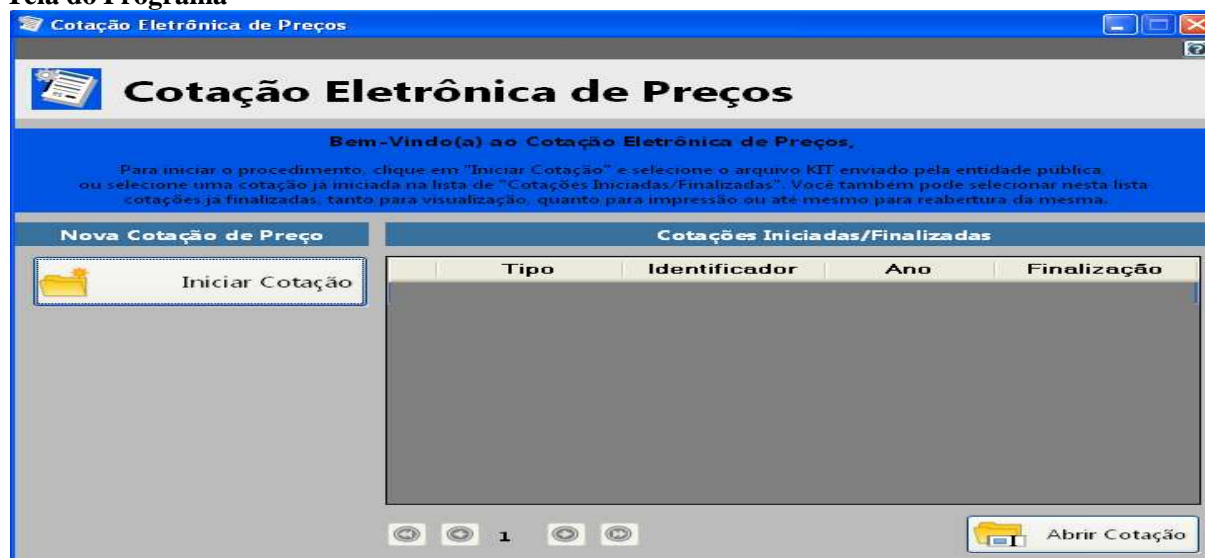 Tela do Programa
Cotação Eletrônica de Preços
Cotação Eletrônica de Preços
Bem-Vindo(a) ao Cotação Eletrônica de Preços,
Para iniciar o procedimento, clique em "Iniciar Cotação" e selecione o arquivo KIT enviado pela entidade pública
ou selecione uma cotação já iniciada na lista de "Cotações Iniciadas/Finalizadas". Você também pode selecionar nesta lista
cotações já finalizadas, tanto para visualização, quanto para impressão ou até mesmo para reabertura da mesma.
Nova Cotação de Preço
Cotações Iniciadas/Finalizadas
Iniciar Cotação
Tipo Identificador Ano Finalização
1
Abrir Cotação